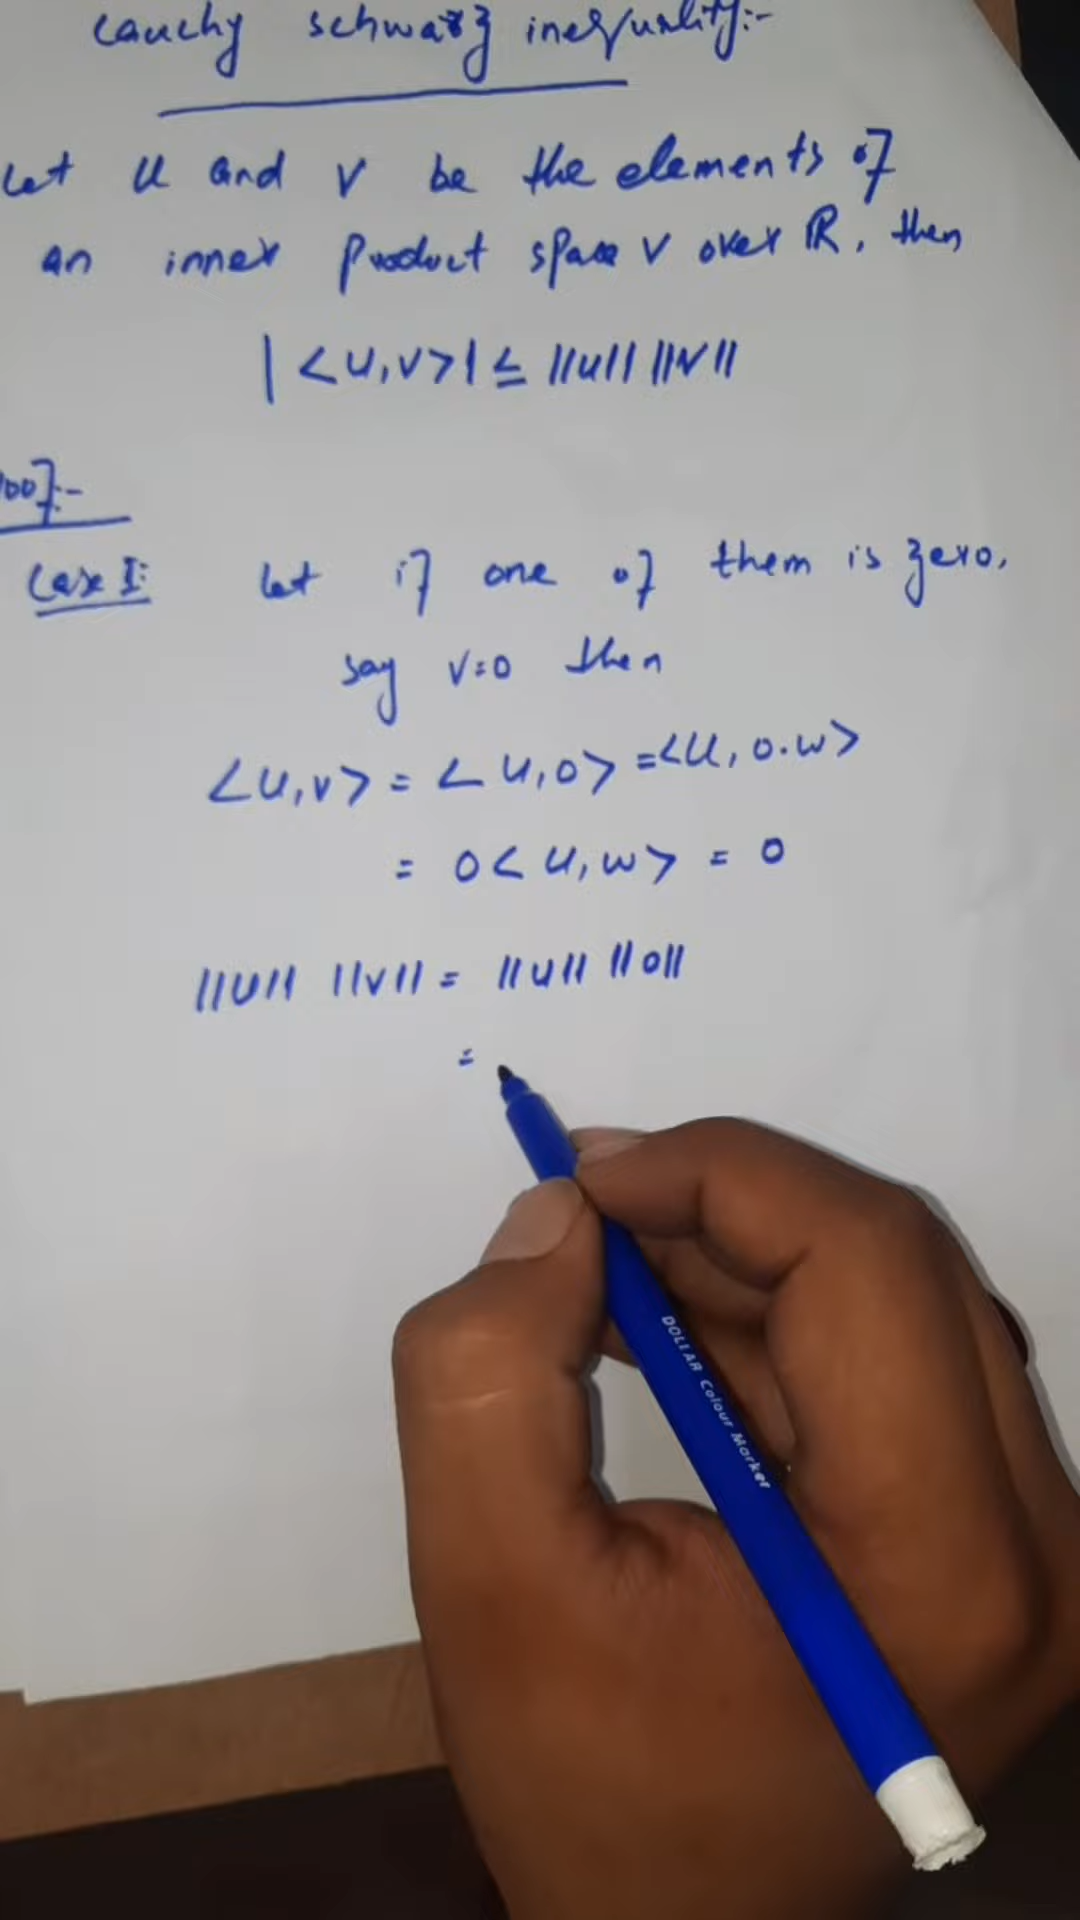 Cauchy Schwarz inequality:-
Let u and v be the elements of
an inner product space V over ℝ, then
|<u,v>| ≤ ||u|| ||v||
oof:-
Case I: Let if one of them is zero,
say v=0 then
<u,v> = <u,0> = <u, 0.w>
= 0<u,w> = 0
||u|| ||v|| = ||u|| ||0||
=
DOLLAR Colour Marker